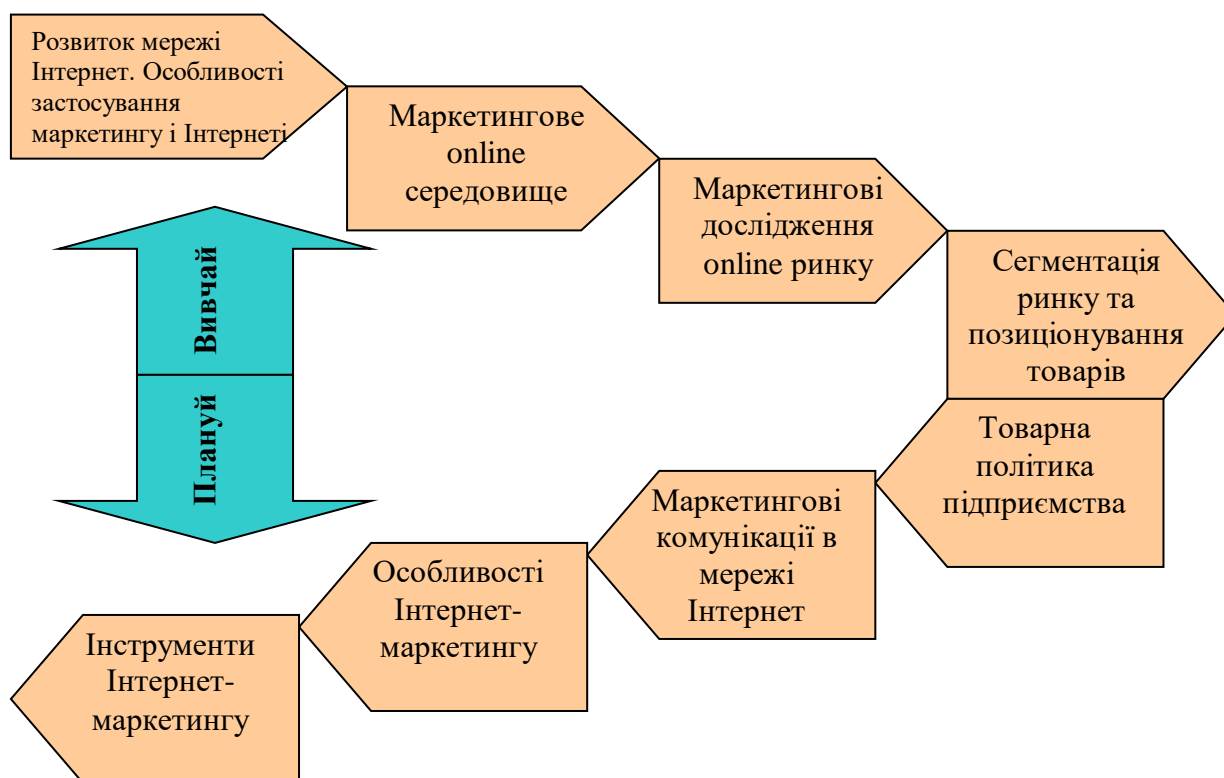 Розвиток мережі
Інтернет. Особливості
застосування
маркетингу і Інтернеті
Маркетингове
online
середовище
Маркетингові
дослідження
online ринку
Сегментація
ринку та
позиціонування
товарів
Вивчай
Плануй
Товарна
політика
підприємства
Маркетингові
комунікації в
мережі
Інтернет
Особливості
Інтернет-
маркетингу
Інструменти
Інтернет-
маркетингу